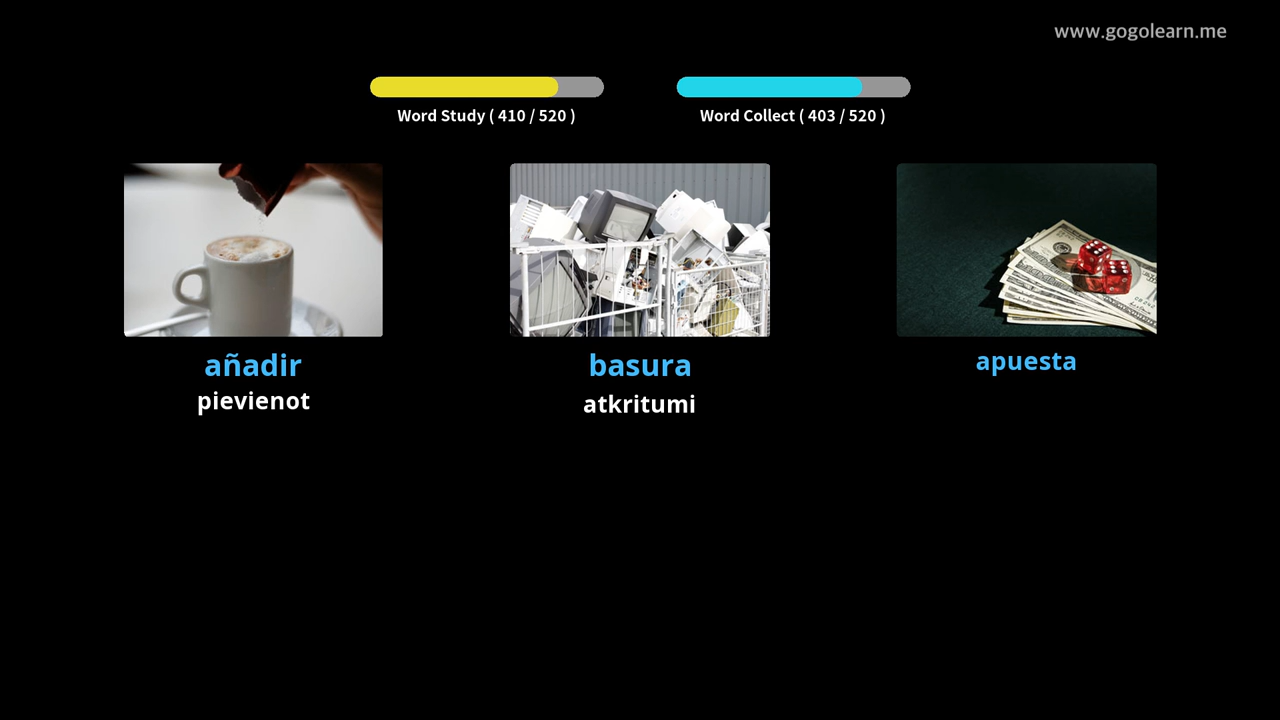 www.gogolearn.me
Word Study ( 410 / 520 )
Word Collect ( 403 / 520 )
añadir
pievienot
basura
atkritumi
apuesta